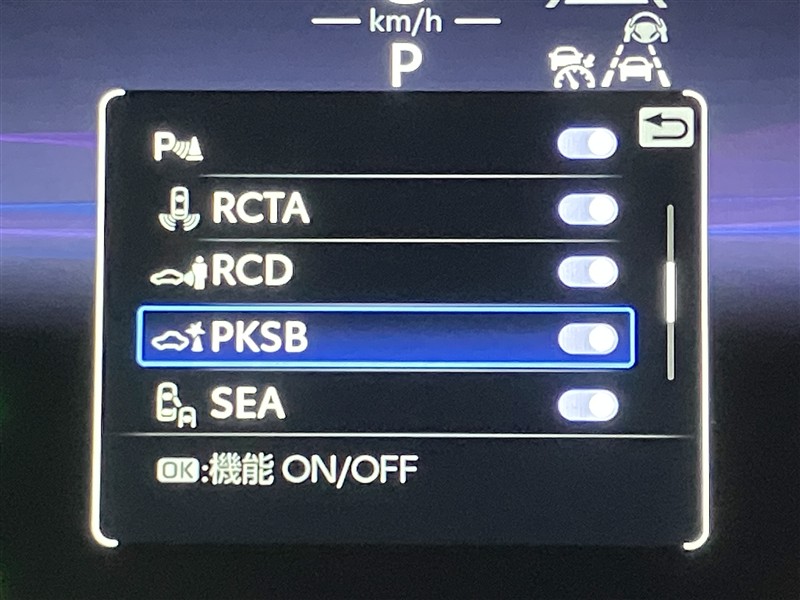 km/h
P
P
RCTA
RCD
PKSB
SEA
OK:機能 ON/OFF